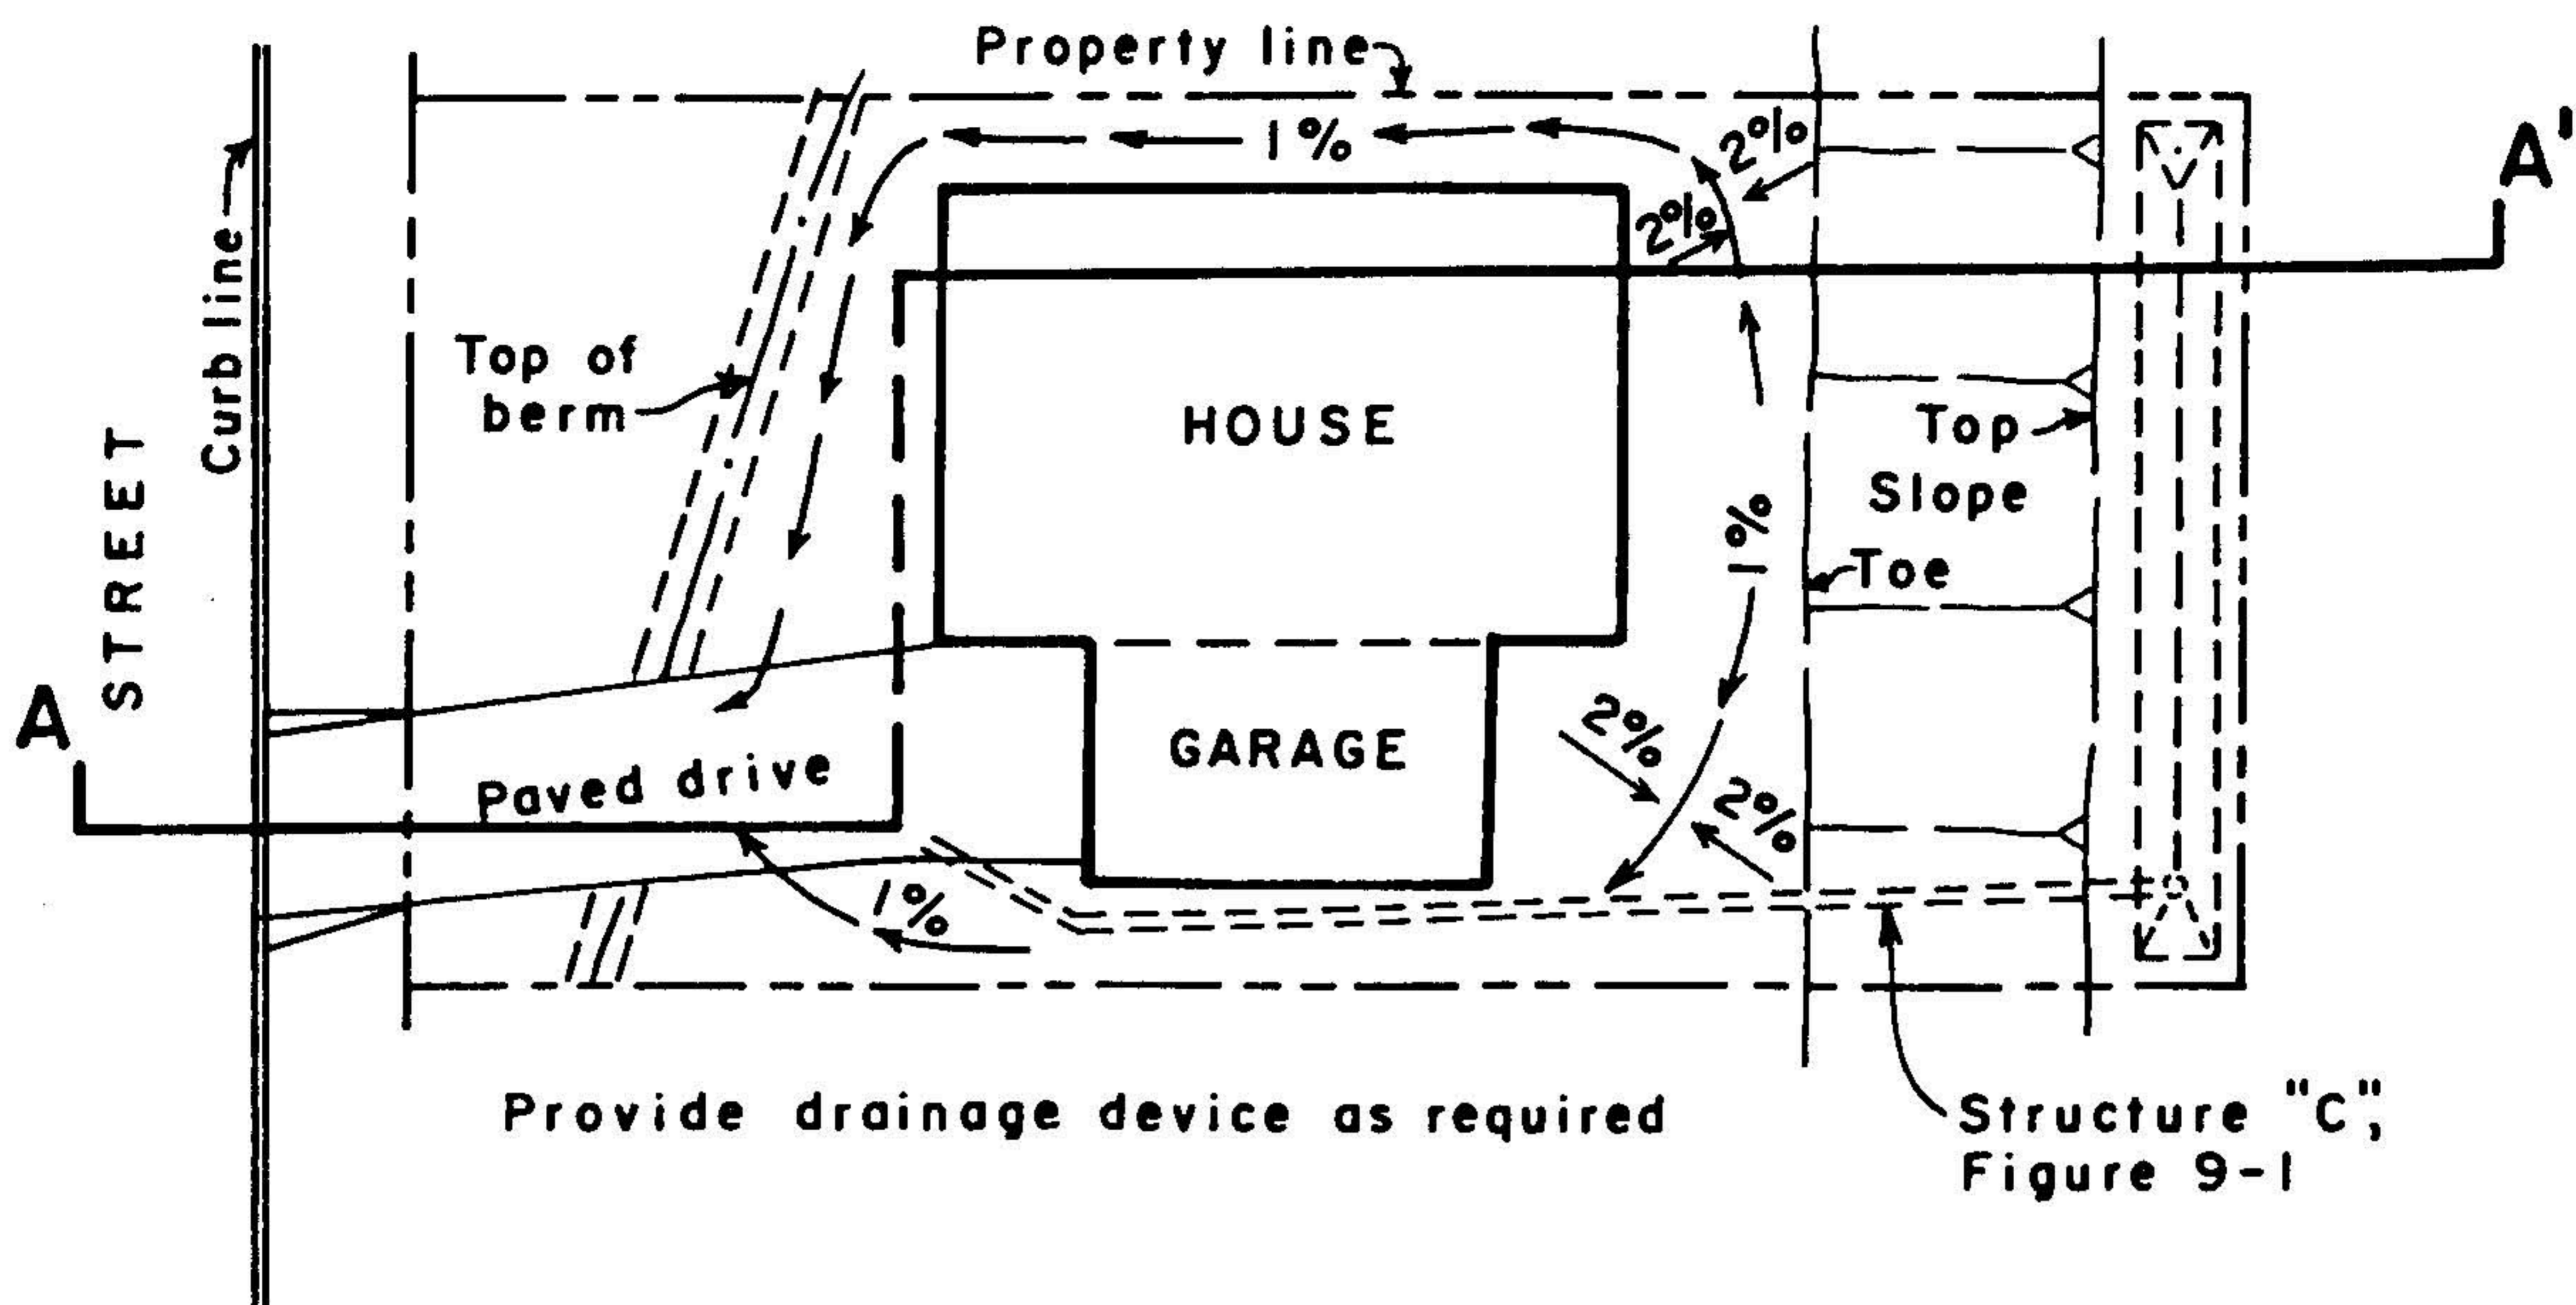 Property line
1%
2%
2%
A'
Curb line
Top of
berm
STREET
HOUSE
Top
Slope
1%
Toe
A
Paved drive
GARAGE
2%
2%
1%
Provide drainage device as required
Structure "C",
Figure 9-1